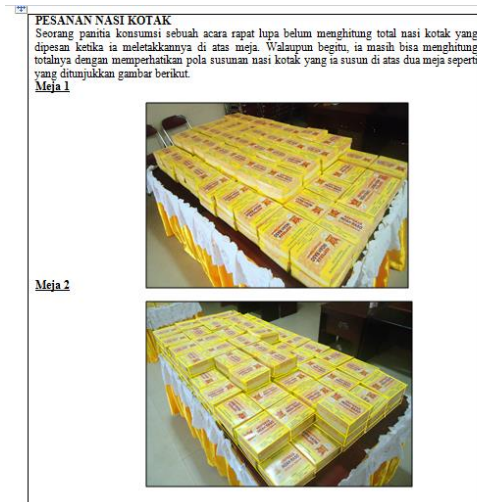 PESANAN NASI KOTAK
Seorang panitia konsumsi sebuah acara rapat lupa belum menghitung total nasi kotak yang
dipesan ketika ia meletakkannya di atas meja. Walaupun begitu, ia masih bisa menghitung
totalnya dengan memperhatikan pola susunan nasi kotak yang ia susun di atas dua meja seperti
yang ditunjukkan gambar berikut.
Meja 1
Meja 2